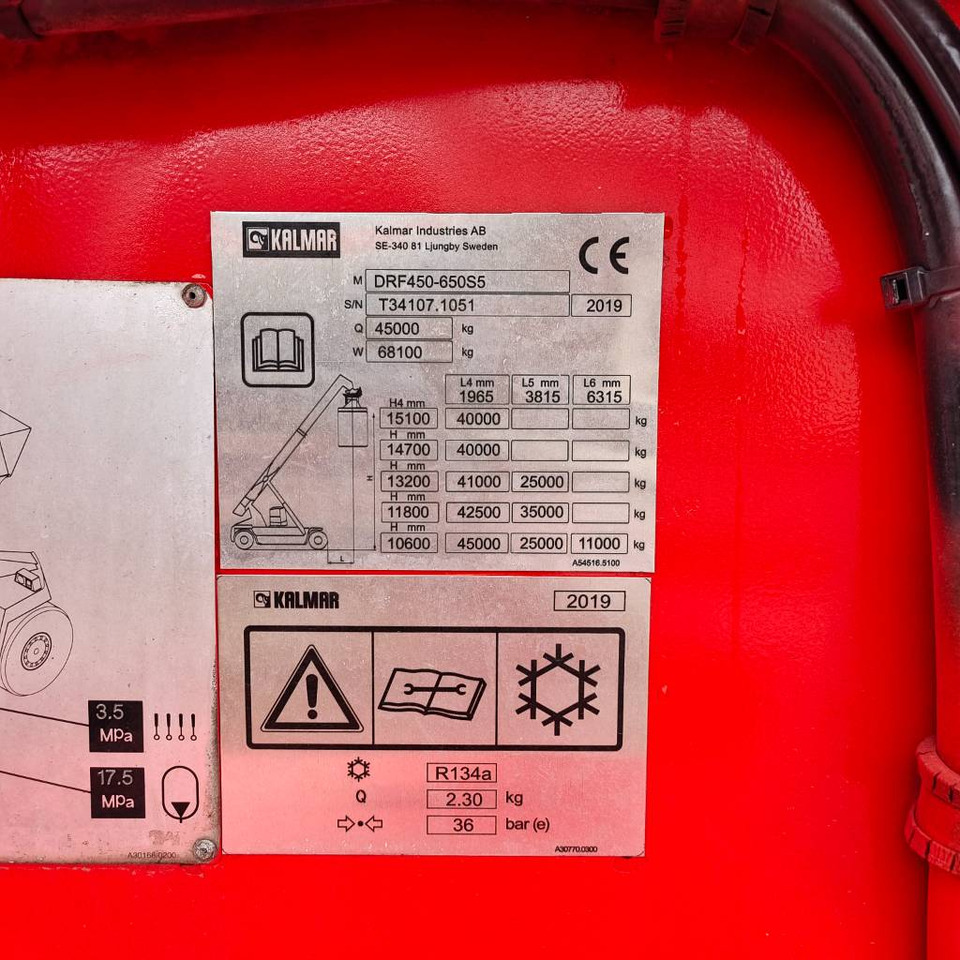 KALMAR
Kalmar Industries AB
SE-340 81 Ljungby Sweden
CE
M DRF450-650S5
S/N T34107.1051 2019
Q 45000 kg
W 68100 kg
L4 mm L5 mm L6 mm
1965 3815 6315
H4 mm
15100 40000 kg
H mm
14700 40000 kg
H mm
13200 41000 25000 kg
H mm
11800 42500 35000 kg
H mm
10600 45000 25000 11000 kg
H
L
A54516.5100
KALMAR 2019
R134a
Q 2.30 kg
36 bar (e)
A30770.0300
3.5
MPa
17.5
MPa
A30168.0200